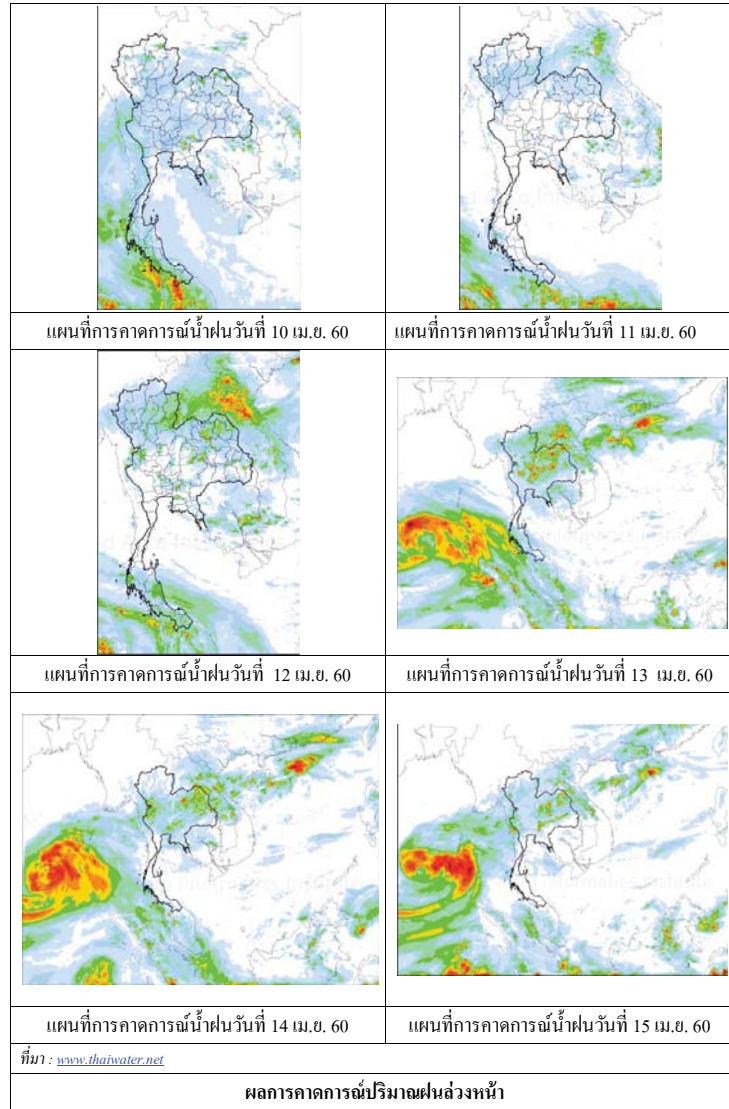 แผนที่การคาดการณ์น้ำฝนวันที่ 10 เม.ย. 60
แผนที่การคาดการณ์น้ำฝนวันที่ 11 เม.ย. 60
แผนที่การคาดการณ์น้ำฝนวันที่ 12 เม.ย. 60
แผนที่การคาดการณ์น้ำฝนวันที่ 13 เม.ย. 60
แผนที่การคาดการณ์น้ำฝนวันที่ 14 เม.ย. 60
แผนที่การคาดการณ์น้ำฝนวันที่ 15 เม.ย. 60
ที่มา : www.thaiwater.net
ผลการคาดการณ์ปริมาณฝนล่วงหน้า